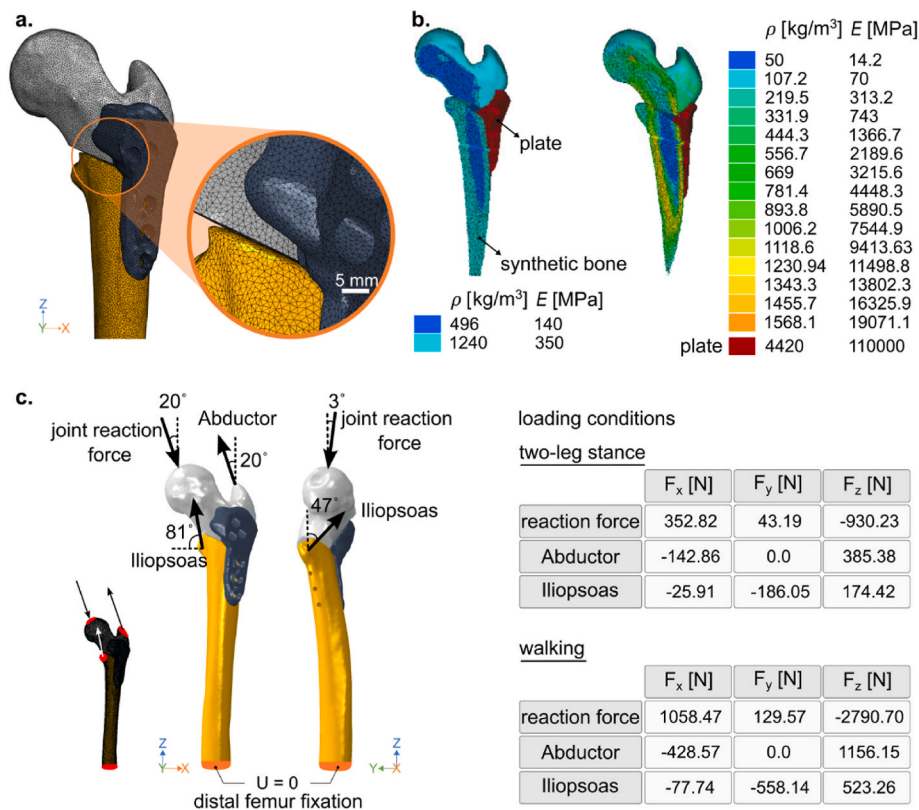 a.
5 mm
Z
Y X
b.
plate
synthetic bone
ρ [kg/m³] E [MPa]
496 140
1240 350
ρ [kg/m³] E [MPa]
50 14.2
107.2 70
219.5 313.2
331.9 743
444.3 1366.7
556.7 2189.6
669 3215.6
781.4 4448.3
893.8 5890.5
1006.2 7544.9
1118.6 9413.63
1230.94 11498.8
1343.3 13802.3
1455.7 16325.9
1568.1 19071.1
plate 4420 110000
c.
20°
joint reaction
force
Abductor
20°
81°
Iliopsoas
3°
joint reaction
force
47°
Iliopsoas
Z
Y X
Z
Y X
U = 0
distal femur fixation
loading conditions
two-leg stance
Fx [N] Fy [N] Fz [N]
reaction force 352.82 43.19 -930.23
Abductor -142.86 0.0 385.38
Iliopsoas -25.91 -186.05 174.42
walking
Fx [N] Fy [N] Fz [N]
reaction force 1058.47 129.57 -2790.70
Abductor -428.57 0.0 1156.15
Iliopsoas -77.74 -558.14 523.26